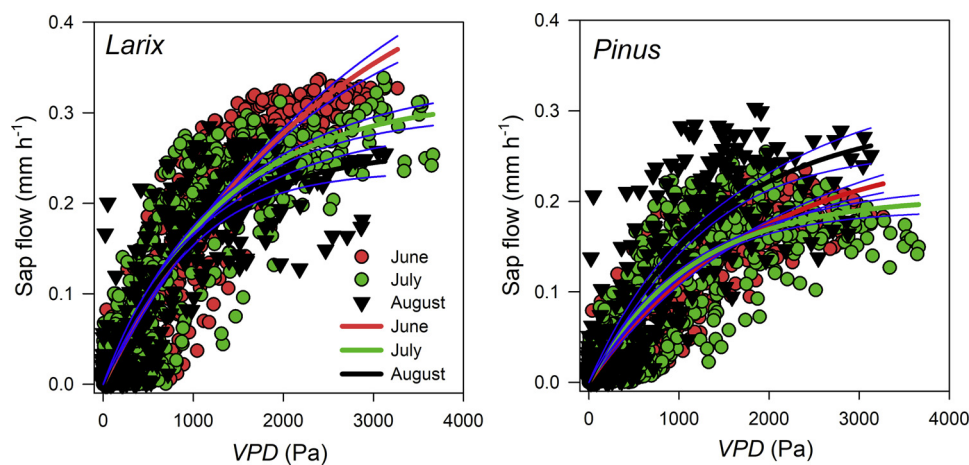 Larix
Sap flow (mm h-1)
0.4
0.3
0.2
0.1
0.0
0 1000 2000 3000 4000
VPD (Pa)
June
July
August
June
July
August
Pinus
Sap flow (mm h-1)
0.4
0.3
0.2
0.1
0.0
0 1000 2000 3000 4000
VPD (Pa)